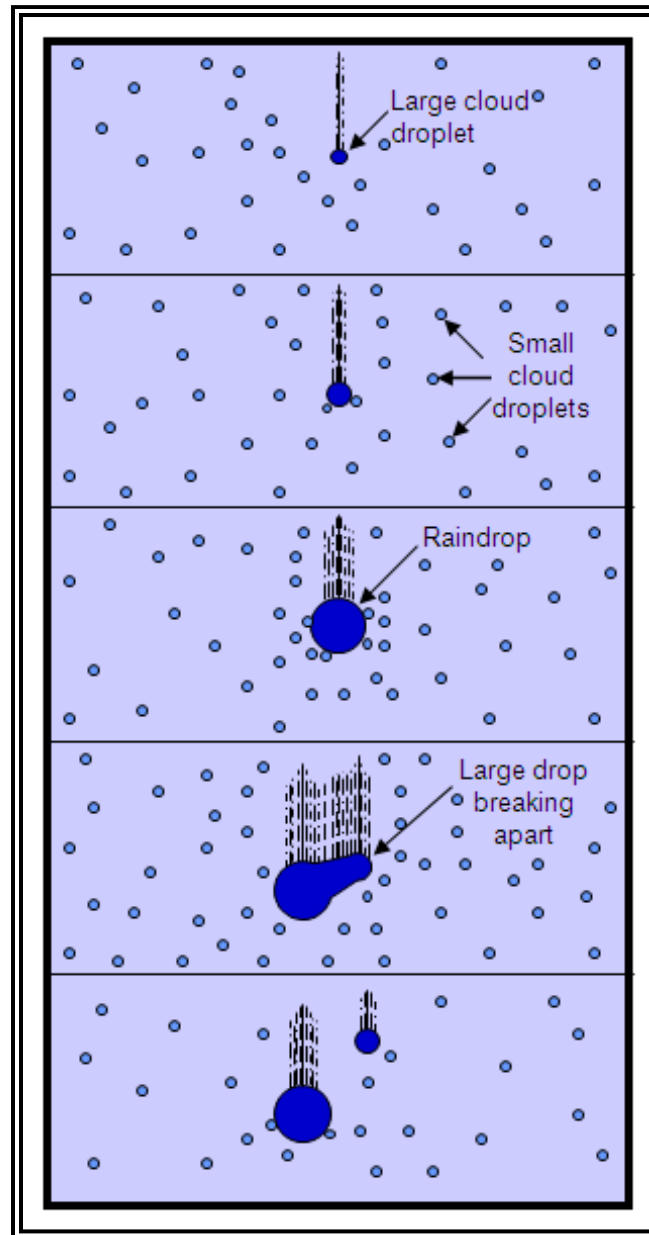 Large cloud
droplet
Small
cloud
droplets
Raindrop
Large drop
breaking
apart